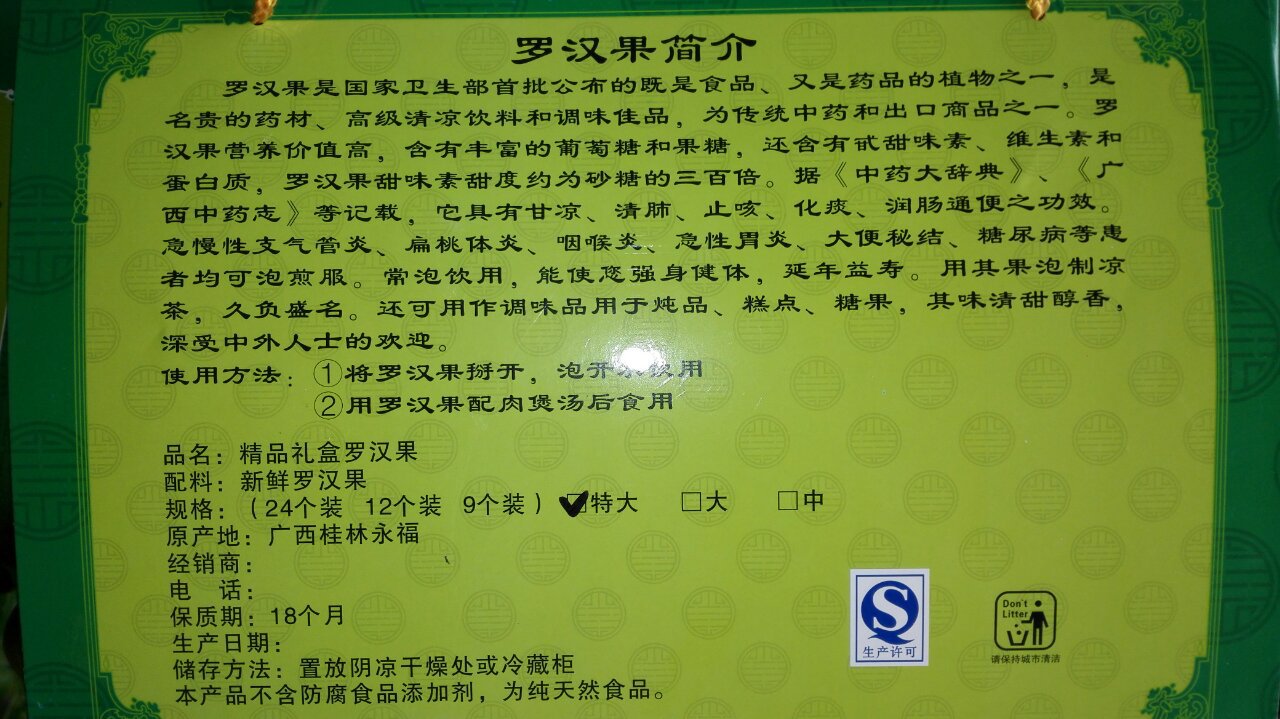 罗汉果简介
罗汉果是国家卫生部首批公布的既是食品、又是药品的植物之一，是
名贵的药材、高级清凉饮料和调味佳品，为传统中药和出口商品之一。罗
汉果营养价值高，含有丰富的葡萄糖和果糖，还含有甙甜味素、维生素和
蛋白质，罗汉果甜味素甜度约为砂糖的三百倍。据《中药大辞典》、《广
西中药志》等记载，它具有甘凉、清肺、止咳、化痰、润肠通便之功效。
急慢性支气管炎、扁桃体炎、咽喉炎、急性胃炎、大便秘结、糖尿病等患
者均可泡煎服。常泡饮用，能使您强身健体，延年益寿。用其果泡制凉
茶，久负盛名。还可用作调味品用于炖品、糕点、糖果，其味清甜醇香，
深受中外人士的欢迎。
使用方法：①将罗汉果掰开，泡开水饮用
②用罗汉果配肉煲汤后食用
品名：精品礼盒罗汉果
配料：新鲜罗汉果
规格：（24个装 12个装 9个装） ☑特大 □大 □中
原产地：广西桂林永福
经销商：
电 话：
保质期：18个月
生产日期：
储存方法：置放阴凉干燥处或冷藏柜
本产品不含防腐食品添加剂，为纯天然食品。
生产许可
Don't
Litter
请保持城市清洁